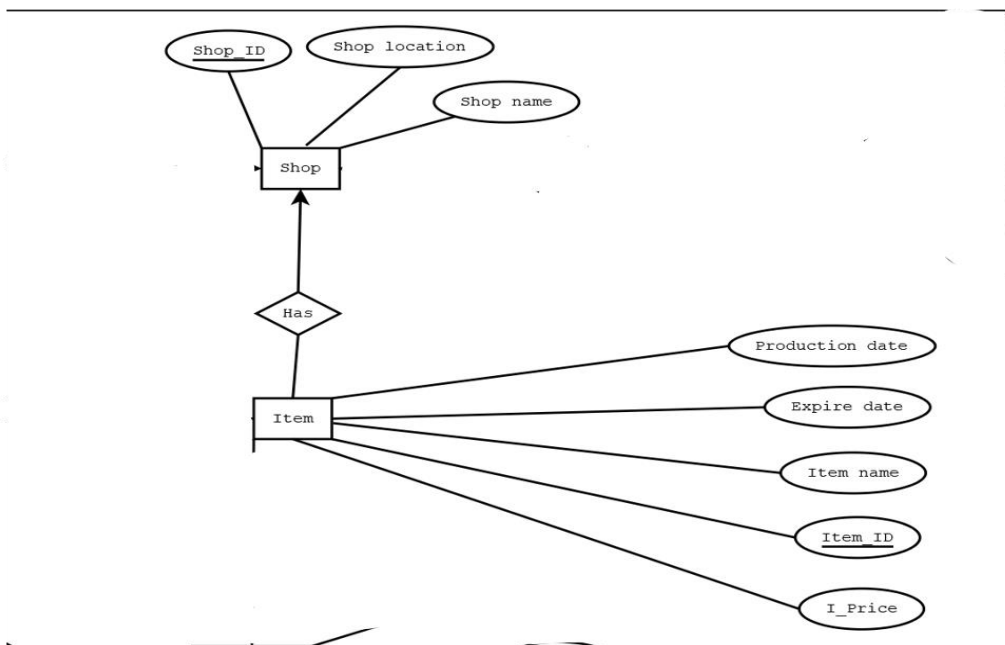 Shop_ID
Shop location
Shop name
Shop
Has
Production date
Item
Expire date
Item name
Item_ID
I_Price